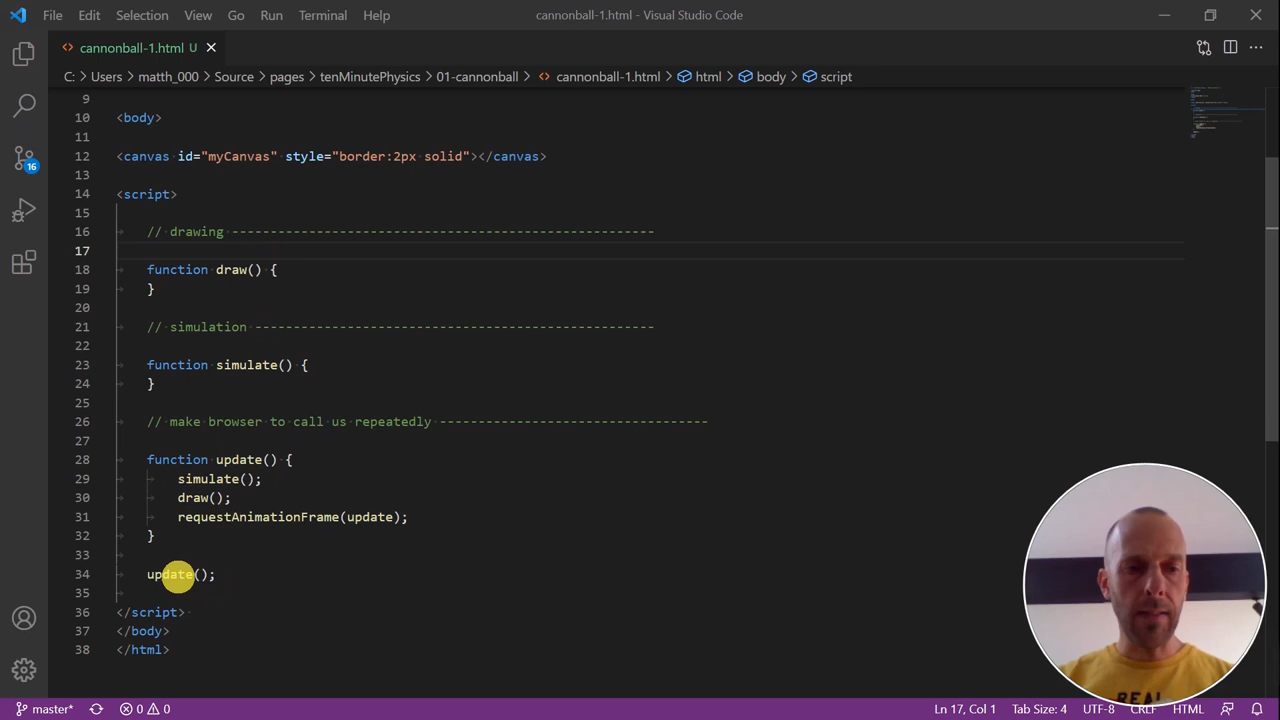 File Edit Selection View Go Run Terminal Help cannonball-1.html - Visual Studio Code
cannonball-1.html U
C: > Users > matth_000 > Source > pages > tenMinutePhysics > 01-cannonball > cannonball-1.html > html > body > script
9
10 <body>
11
12 <canvas id="myCanvas" style="border:2px solid"></canvas>
13
14 <script>
15
16 // drawing -------------------------------------------------------
17
18 function draw() {
19 }
20
21 // simulation ----------------------------------------------------
22
23 function simulate() {
24 }
25
26 // make browser to call us repeatedly -----------------------------------
27
28 function update() {
29 simulate();
30 draw();
31 requestAnimationFrame(update);
32 }
33
34 update();
35
36 </script>
37 </body>
38 </html>
16
REAL
master* 0 0 Ln 17, Col 1 Tab Size: 4 UTF-8 CRLF HTML